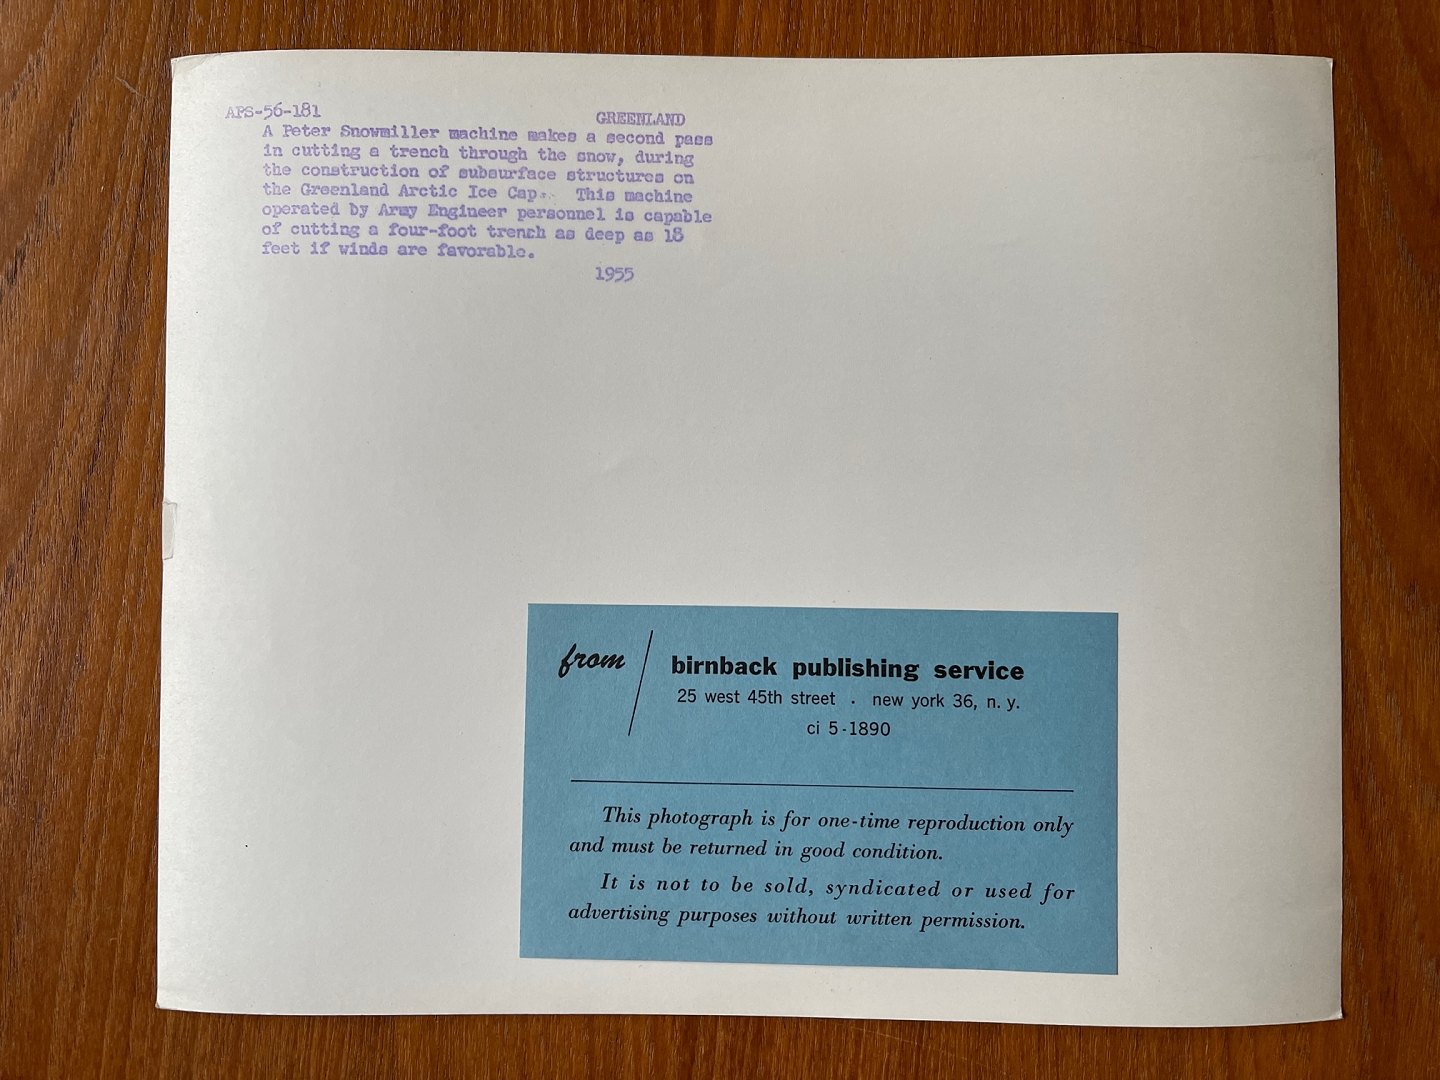 APS-56-181
GREENLAND
A Peter Snowmiller machine makes a second pass
in cutting a trench through the snow, during
the construction of subsurface structures on
the Greenland Arctic Ice Cap. This machine
operated by Army Engineer personnel is capable
of cutting a four-foot trench as deep as 18
feet if winds are favorable.
1955
from
birnback publishing service
25 west 45th street . new york 36, n. y.
ci 5-1890
This photograph is for one-time reproduction only
and must be returned in good condition.
It is not to be sold, syndicated or used for
advertising purposes without written permission.